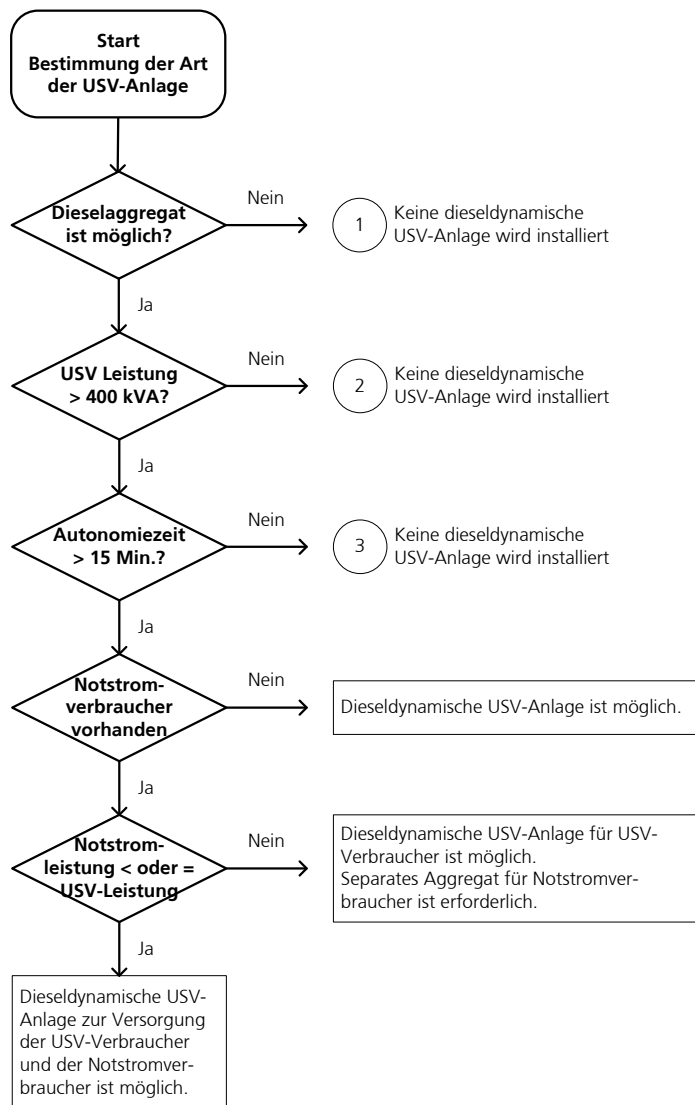 Start
Bestimmung der Art
der USV-Anlage
Dieselaggregat
ist möglich?
Nein
1
Keine dieseldynamische
USV-Anlage wird installiert
Ja
USV Leistung
> 400 kVA?
Nein
2
Keine dieseldynamische
USV-Anlage wird installiert
Ja
Autonomiezeit
> 15 Min.?
Nein
3
Keine dieseldynamische
USV-Anlage wird installiert
Ja
Notstrom-
verbraucher
vorhanden
Nein
Dieseldynamische USV-Anlage ist möglich.
Ja
Notstrom-
leistung < oder =
USV-Leistung
Nein
Dieseldynamische USV-Anlage für USV-
Verbraucher ist möglich.
Separates Aggregat für Notstromver-
braucher ist erforderlich.
Ja
Dieseldynamische USV-
Anlage zur Versorgung
der USV-Verbraucher
und der Notstromver-
braucher ist möglich.